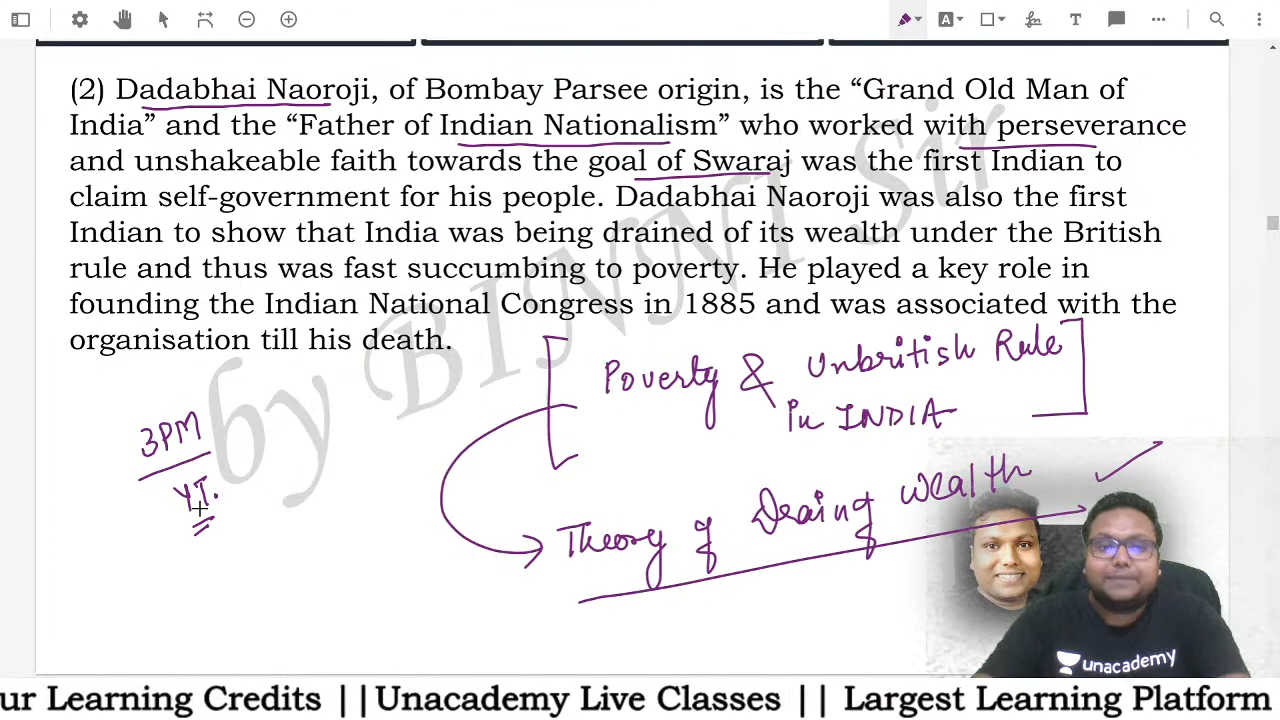 (2) Dadabhai Naoroji, of Bombay Parsee origin, is the “Grand Old Man of
India” and the “Father of Indian Nationalism” who worked with perseverance
and unshakeable faith towards the goal of Swaraj was the first Indian to
claim self-government for his people. Dadabhai Naoroji was also the first
Indian to show that India was being drained of its wealth under the British
rule and thus was fast succumbing to poverty. He played a key role in
founding the Indian National Congress in 1885 and was associated with the
organisation till his death.
by BINNI Sir
Poverty & Unbritish Rule
in INDIA
3PM
YT.
Theory of Draing Wealth
unacademy
ur Learning Credits ||Unacademy Live Classes || Largest Learning Platform